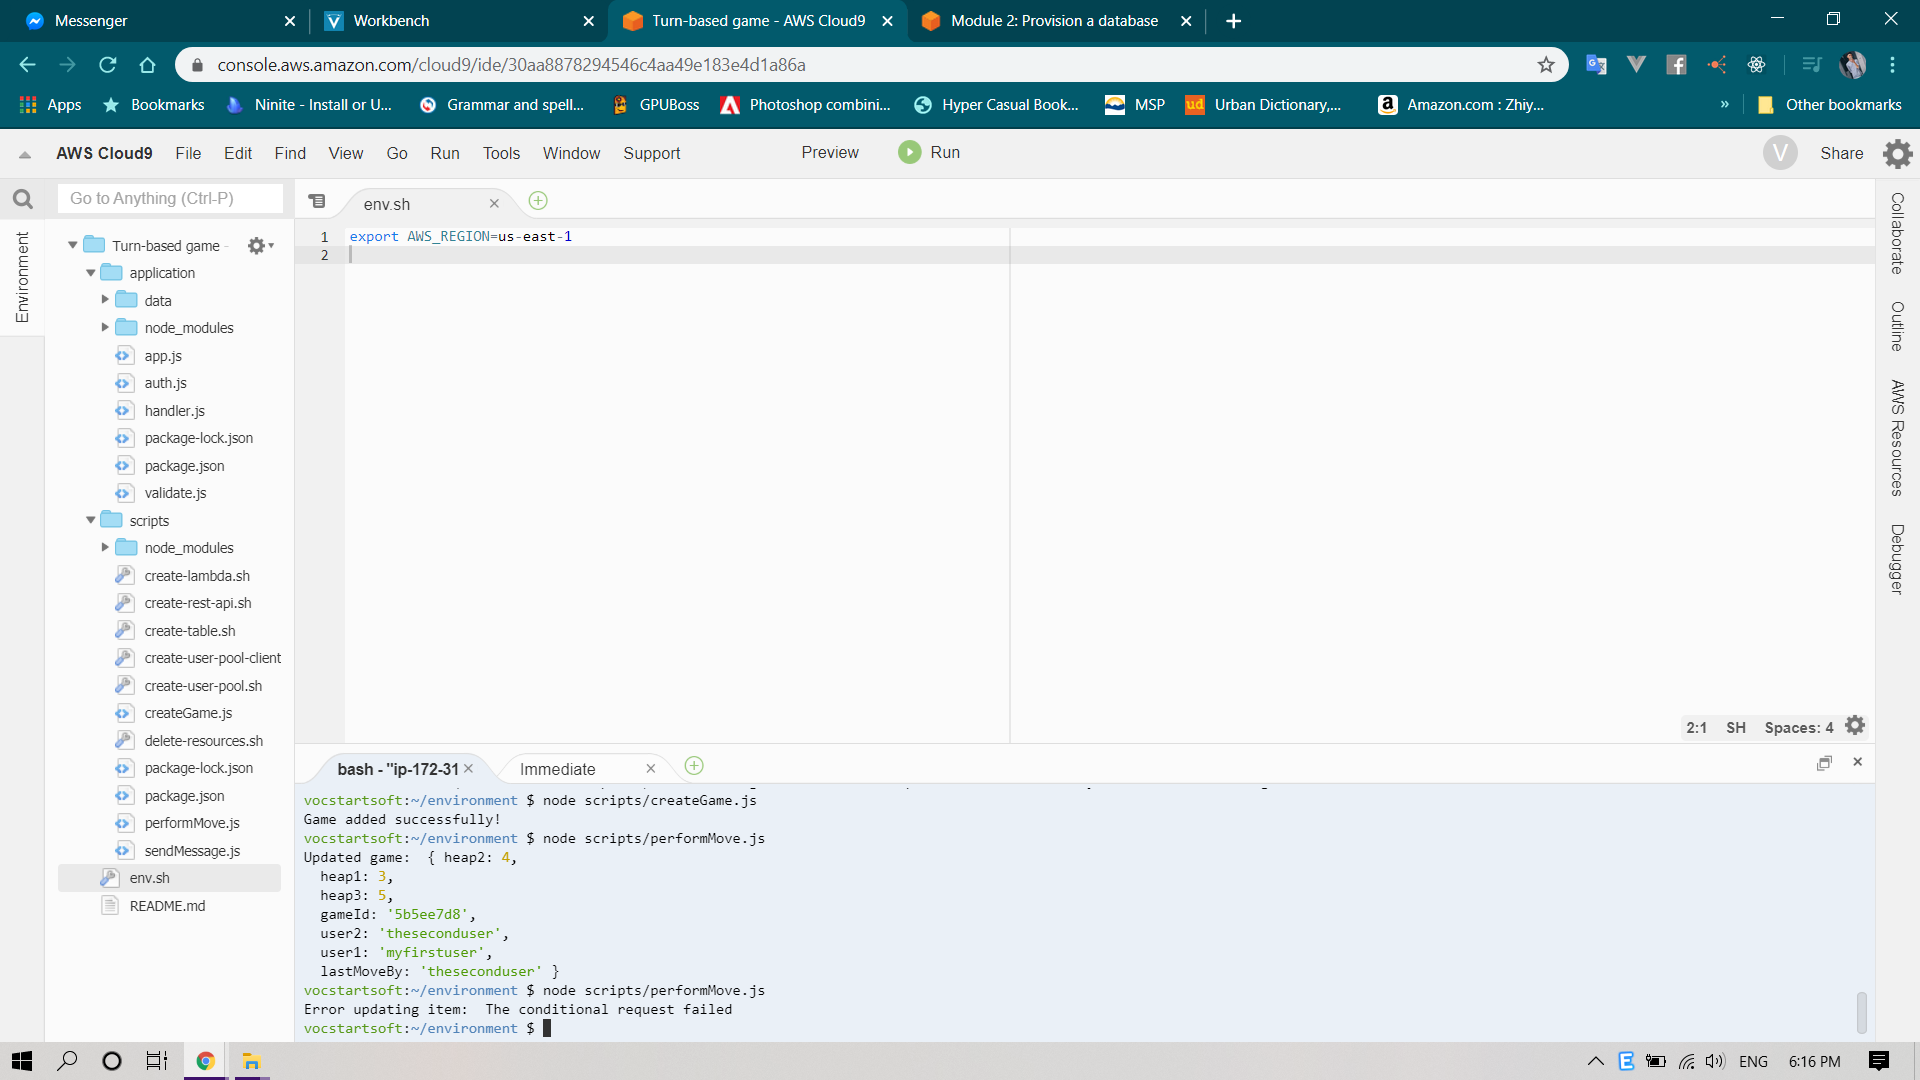 Messenger
Workbench
Turn-based game - AWS Cloud9
Module 2: Provision a database
console.aws.amazon.com/cloud9/ide/30aa8878294546c4aa49e183e4d1a86a
Apps
Bookmarks
Ninite - Install or U...
Grammar and spell...
GPUBoss
Photoshop combini...
Hyper Casual Book...
MSP
ud Urban Dictionary,...
a Amazon.com : Zhiy...
»
Other bookmarks
AWS Cloud9 File Edit Find View Go Run Tools Window Support Preview Run
V Share
Go to Anything (Ctrl-P)
env.sh
Environment
Turn-based game -
application
data
node_modules
app.js
auth.js
handler.js
package-lock.json
package.json
validate.js
scripts
node_modules
create-lambda.sh
create-rest-api.sh
create-table.sh
create-user-pool-client
create-user-pool.sh
createGame.js
delete-resources.sh
package-lock.json
package.json
performMove.js
sendMessage.js
env.sh
README.md
1 export AWS_REGION=us-east-1
2
2:1 SH Spaces: 4
Collaborate
Outline
AWS Resources
Debugger
bash - "ip-172-31
Immediate
vocstartsoft:~/environment $ node scripts/createGame.js
Game added successfully!
vocstartsoft:~/environment $ node scripts/performMove.js
Updated game:  { heap2: 4,
  heap1: 3,
  heap3: 5,
  gameId: '5b5ee7d8',
  user2: 'theseconduser',
  user1: 'myfirstuser',
  lastMoveBy: 'theseconduser' }
vocstartsoft:~/environment $ node scripts/performMove.js
Error updating item:  The conditional request failed
vocstartsoft:~/environment $
ENG
6:16 PM